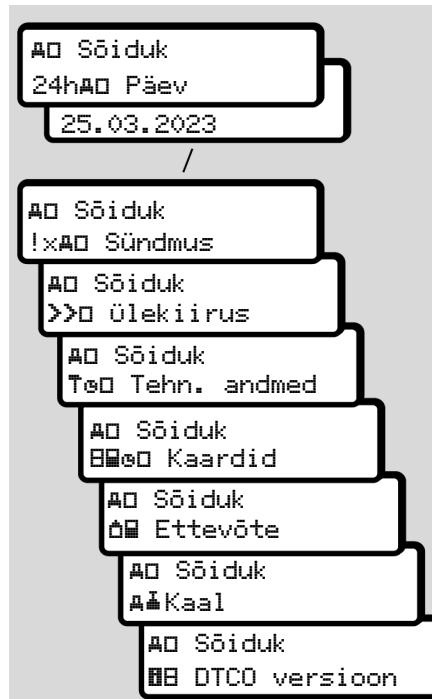 Sõiduk
24h Päev
25.03.2023
/
Sõiduk
!x Sündmus
Sõiduk
>> ülekiirus
Sõiduk
Tehn. andmed
Sõiduk
Kaardid
Sõiduk
Ettevõte
Sõiduk
Kaal
Sõiduk
DTCO versioon